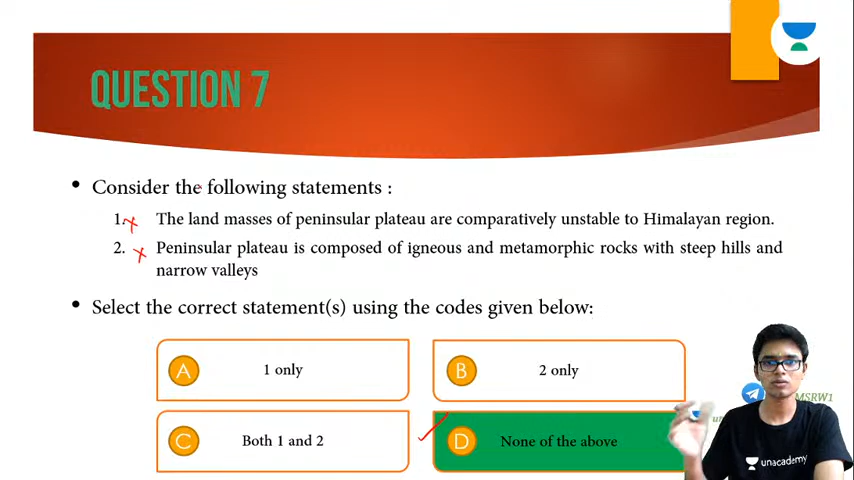 QUESTION 7
• Consider the following statements :
1. The land masses of peninsular plateau are comparatively unstable to Himalayan region.
2. Peninsular plateau is composed of igneous and metamorphic rocks with steep hills and
narrow valleys
• Select the correct statement(s) using the codes given below:
A 1 only
B 2 only
C Both 1 and 2
D None of the above
MSRW1
unacademy